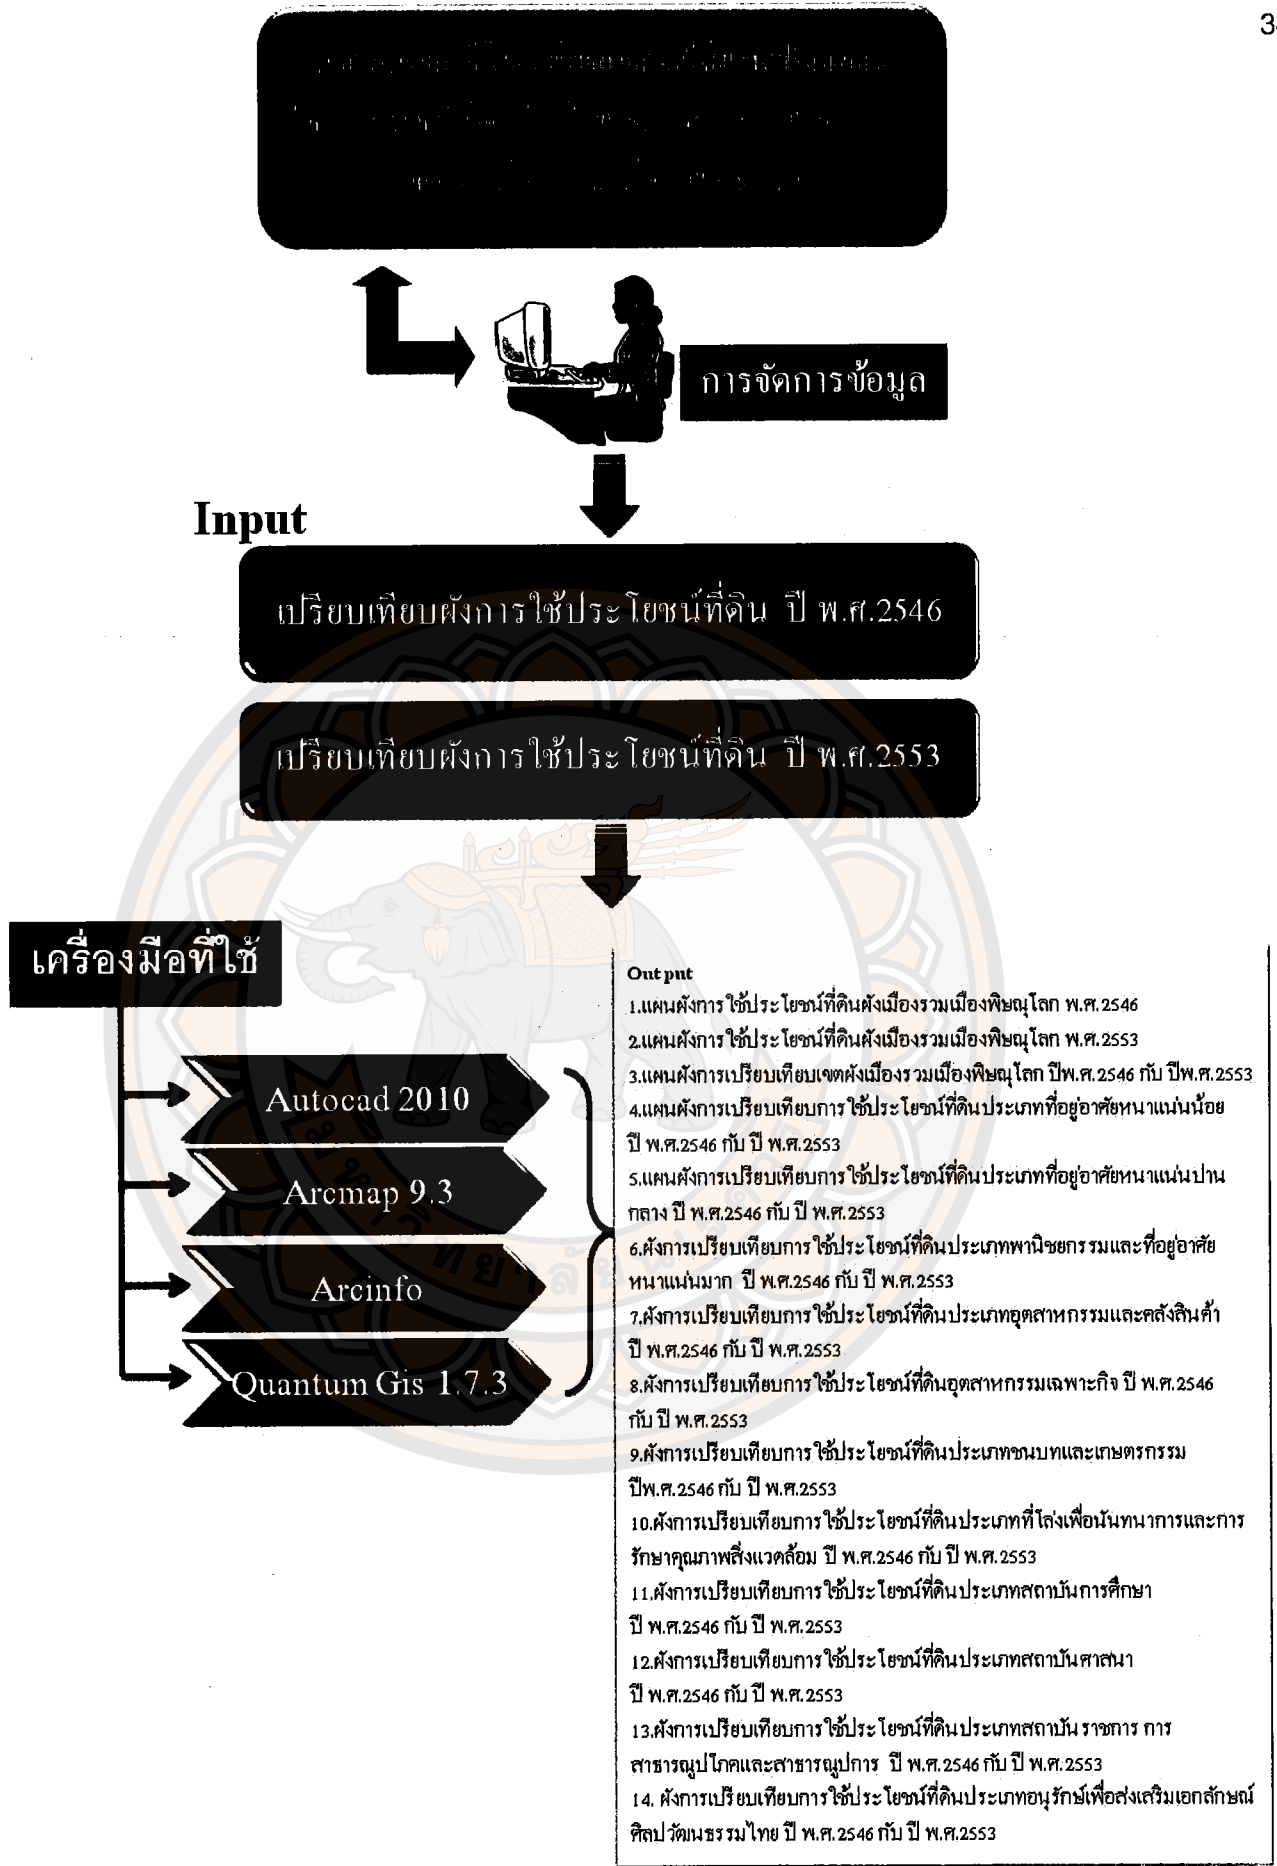 3
การจัดการข้อมูล
Input
เปรียบเทียบผังการใช้ประโยชน์ที่ดิน ปี พ.ศ.2546
เปรียบเทียบผังการใช้ประโยชน์ที่ดิน ปี พ.ศ.2553
เครื่องมือที่ใช้
Autocad 2010
Arcmap 9.3
Arcinfo
Quantum Gis 1.7.3
Out put
1.แผนผังการใช้ประโยชน์ที่ดินผังเมืองรวมเมืองพิษณุโลก พ.ศ.2546
2.แผนผังการใช้ประโยชน์ที่ดินผังเมืองรวมเมืองพิษณุโลก พ.ศ.2553
3.แผนผังการเปรียบเทียบเขตผังเมืองรวมเมืองพิษณุโลก ปีพ.ศ.2546 กับ ปีพ.ศ.2553
4.แผนผังการเปรียบเทียบการใช้ประโยชน์ที่ดินประเภทที่อยู่อาศัยหนาแน่นน้อย
ปี พ.ศ.2546 กับ ปี พ.ศ.2553
5.แผนผังการเปรียบเทียบการใช้ประโยชน์ที่ดินประเภทที่อยู่อาศัยหนาแน่นปาน
กลาง ปี พ.ศ.2546 กับ ปี พ.ศ.2553
6.ผังการเปรียบเทียบการใช้ประโยชน์ที่ดินประเภทพานิชยกรรมและที่อยู่อาศัย
หนาแน่นมาก ปี พ.ศ.2546 กับ ปี พ.ศ.2553
7.ผังการเปรียบเทียบการใช้ประโยชน์ที่ดินประเภทอุตสาหกรรมและคลังสินค้า
ปี พ.ศ.2546 กับ ปี พ.ศ.2553
8.ผังการเปรียบเทียบการใช้ประโยชน์ที่ดินอุตสาหกรรมเฉพาะกิจ ปี พ.ศ.2546
กับ ปี พ.ศ.2553
9.ผังการเปรียบเทียบการใช้ประโยชน์ที่ดินประเภทชนบทและเกษตรกรรม
ปีพ.ศ.2546 กับ ปี พ.ศ.2553
10.ผังการเปรียบเทียบการใช้ประโยชน์ที่ดินประเภทที่โล่งเพื่อนันทนาการและการ
รักษาคุณภาพสิ่งแวดล้อม ปี พ.ศ.2546 กับ ปี พ.ศ.2553
11.ผังการเปรียบเทียบการใช้ประโยชน์ที่ดินประเภทสถาบันการศึกษา
ปี พ.ศ.2546 กับ ปี พ.ศ.2553
12.ผังการเปรียบเทียบการใช้ประโยชน์ที่ดินประเภทสถาบันศาสนา
ปี พ.ศ.2546 กับ ปี พ.ศ.2553
13.ผังการเปรียบเทียบการใช้ประโยชน์ที่ดินประเภทสถาบันราชการ การ
สาธารณูปโภคและสาธารณูปการ ปี พ.ศ.2546 กับ ปี พ.ศ.2553
14. ผังการเปรียบเทียบการใช้ประโยชน์ที่ดินประเภทอนุรักษ์เพื่อส่งเสริมเอกลักษณ์
ศิลปวัฒนธรรมไทย ปี พ.ศ.2546 กับ ปี พ.ศ.2553